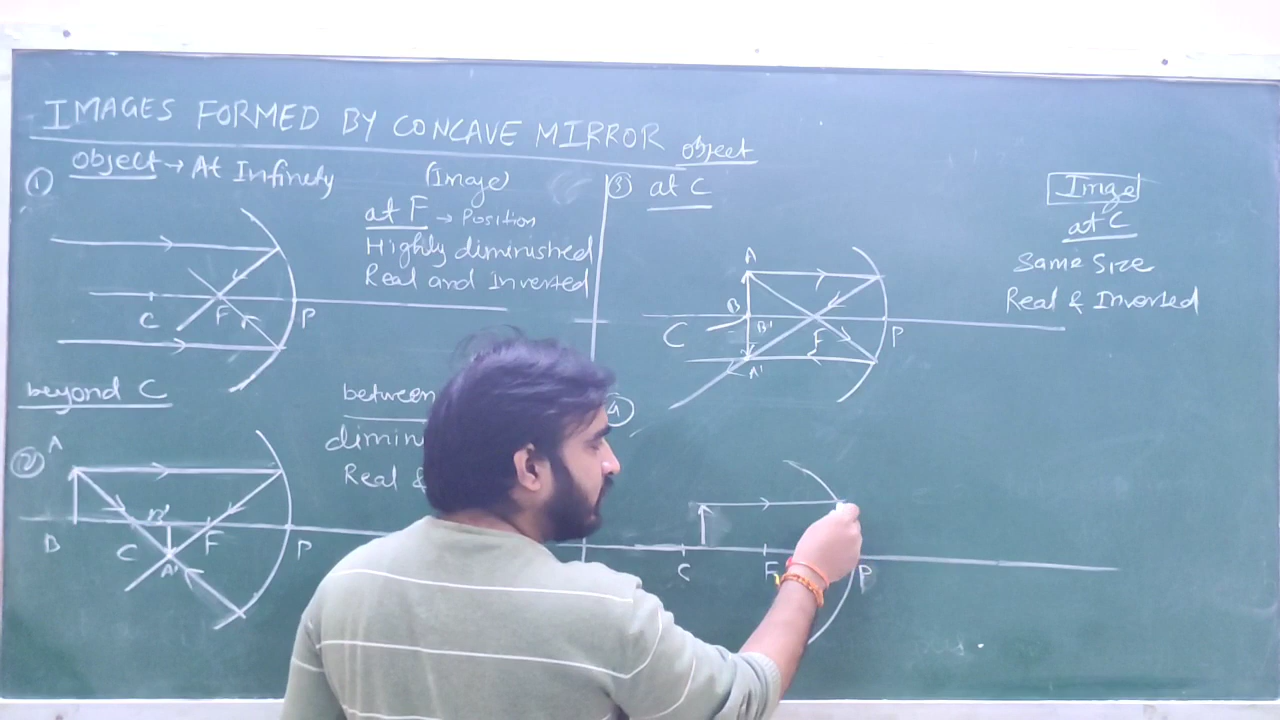 IMAGES FORMED BY CONCAVE MIRROR
① object → At Infinity
(Image)
at F → Position
Highly diminished
Real and Inverted
C F P
beyond C
between
dimin
Real &
②
A
B'
B C A' F P
object
③ at C
Image
at C
Same Size
Real & Inverted
A
B B'
C F P
A'
④
C F P